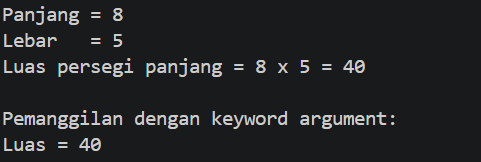 Panjang = 8
Lebar   = 5
Luas persegi panjang = 8 x 5 = 40

Pemanggilan dengan keyword argument:
Luas = 40